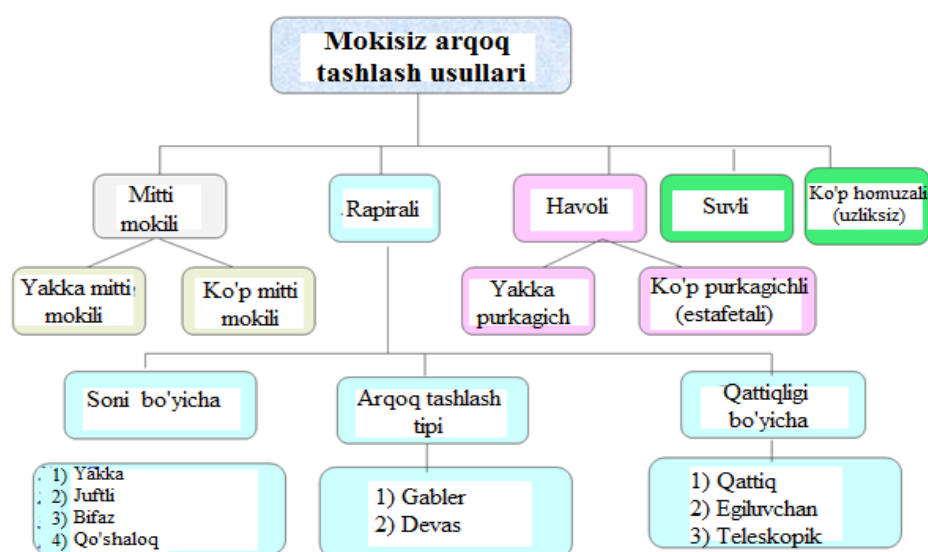 Mokisiz arqoq
tashlash usullari
Mitti
mokili
Rapirali
Havoli
Suvli
Ko'p homuzali
(uzliksiz)
Yakka mitti
mokili
Ko'p mitti
mokili
Yakka
purkagich
Ko'p purkagichli
(estafetali)
Soni bo'yicha
Arqoq tashlash
tipi
Qattiqligi
bo'yicha
1) Yakka
2) Juftli
3) Bifaz
4) Qo'shaloq
1) Gabler
2) Devas
1) Qattiq
2) Egiluvchan
3) Teleskopik